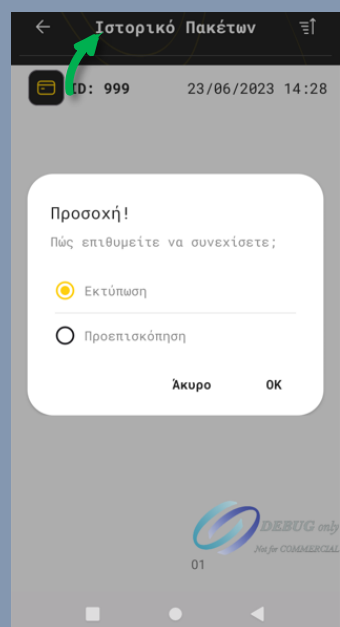 Ιστορικό Πακέτων
ID: 999 23/06/2023 14:28
Προσοχή!
Πώς επιθυμείτε να συνεχίσετε;
Εκτύπωση
Προεπισκόπηση
Άκυρο OK
DEBUG only
Not for COMMERCIAL
01